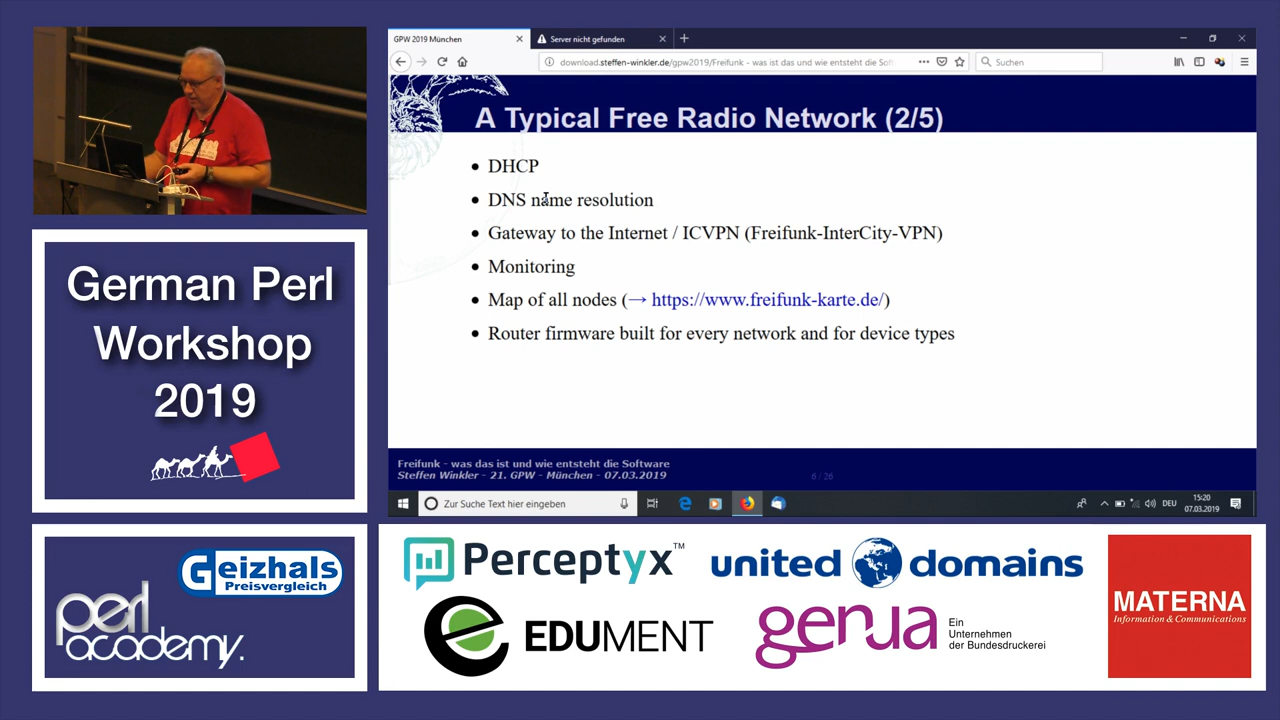 GPW 2019 München
Server nicht gefunden
download.steffen-winkler.de/gpw2019/Freifunk - was das ist und wie entsteht die Sof
Suchen
A Typical Free Radio Network (2/5)
DHCP
DNS name resolution
Gateway to the Internet / ICVPN (Freifunk-InterCity-VPN)
Monitoring
Map of all nodes (→ https://www.freifunk-karte.de/)
Router firmware built for every network and for device types
Freifunk - was das ist und wie entsteht die Software
Steffen Winkler - 21. GPW - München - 07.03.2019
6 / 26
Zur Suche Text hier eingeben
DEU
15:20
07.03.2019
German Perl
Workshop
2019
Geizhals
Preisvergleich
perl
academy.
Perceptyx™
united domains
EDUMENT
genua
Ein
Unternehmen
der Bundesdruckerei
MATERNA
Information & Communications